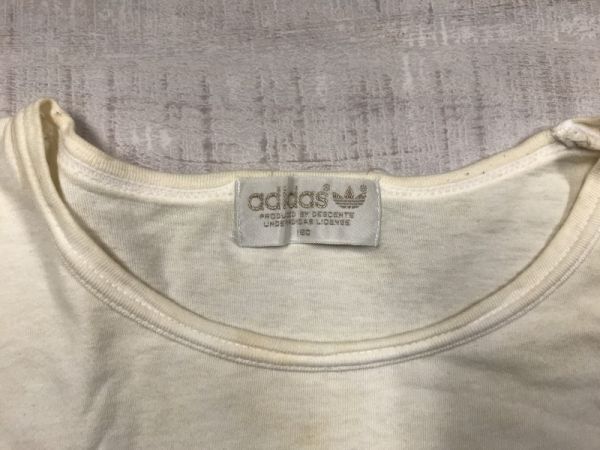 adidas
PRODUCED BY DESCENTE
UNDER ADIDAS LICENSE
160